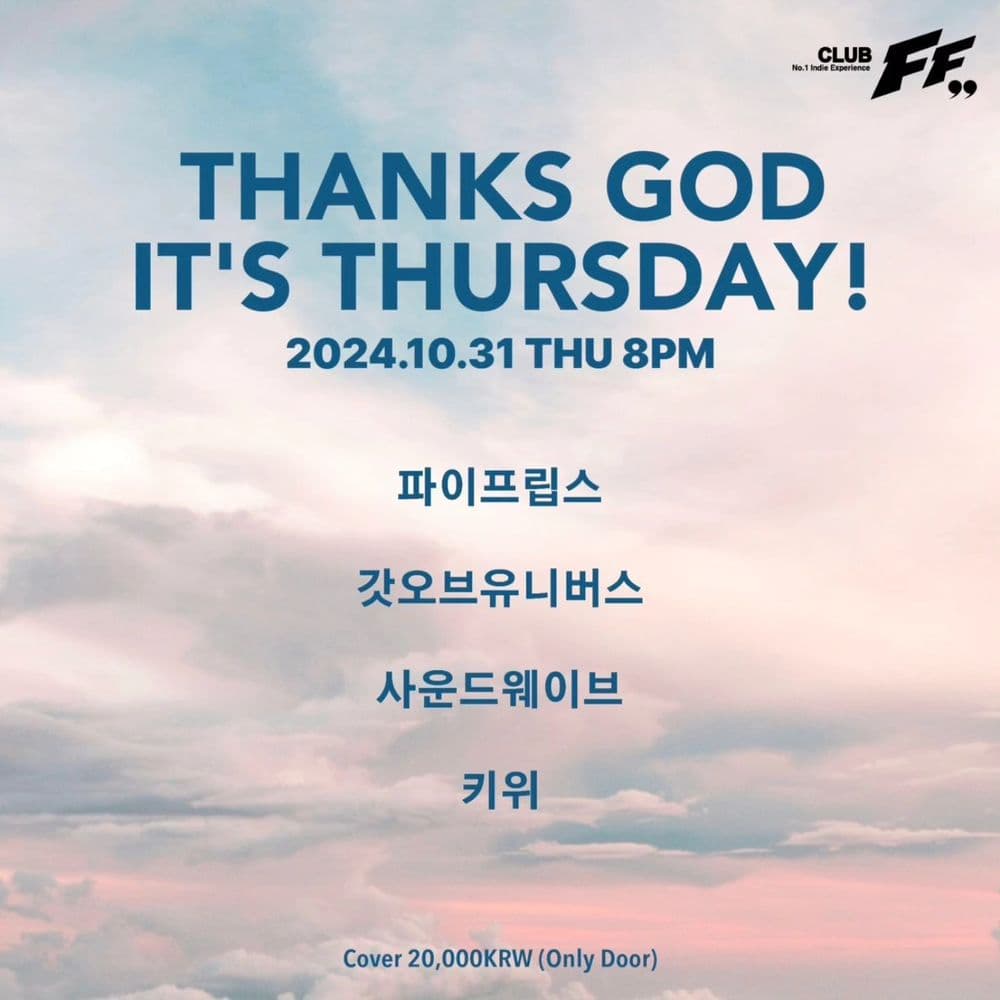 CLUB
No.1 Indie Experience
FF,,
THANKS GOD
IT'S THURSDAY!
2024.10.31 THU 8PM
파이프립스
갓오브유니버스
사운드웨이브
키위
Cover 20,000KRW (Only Door)